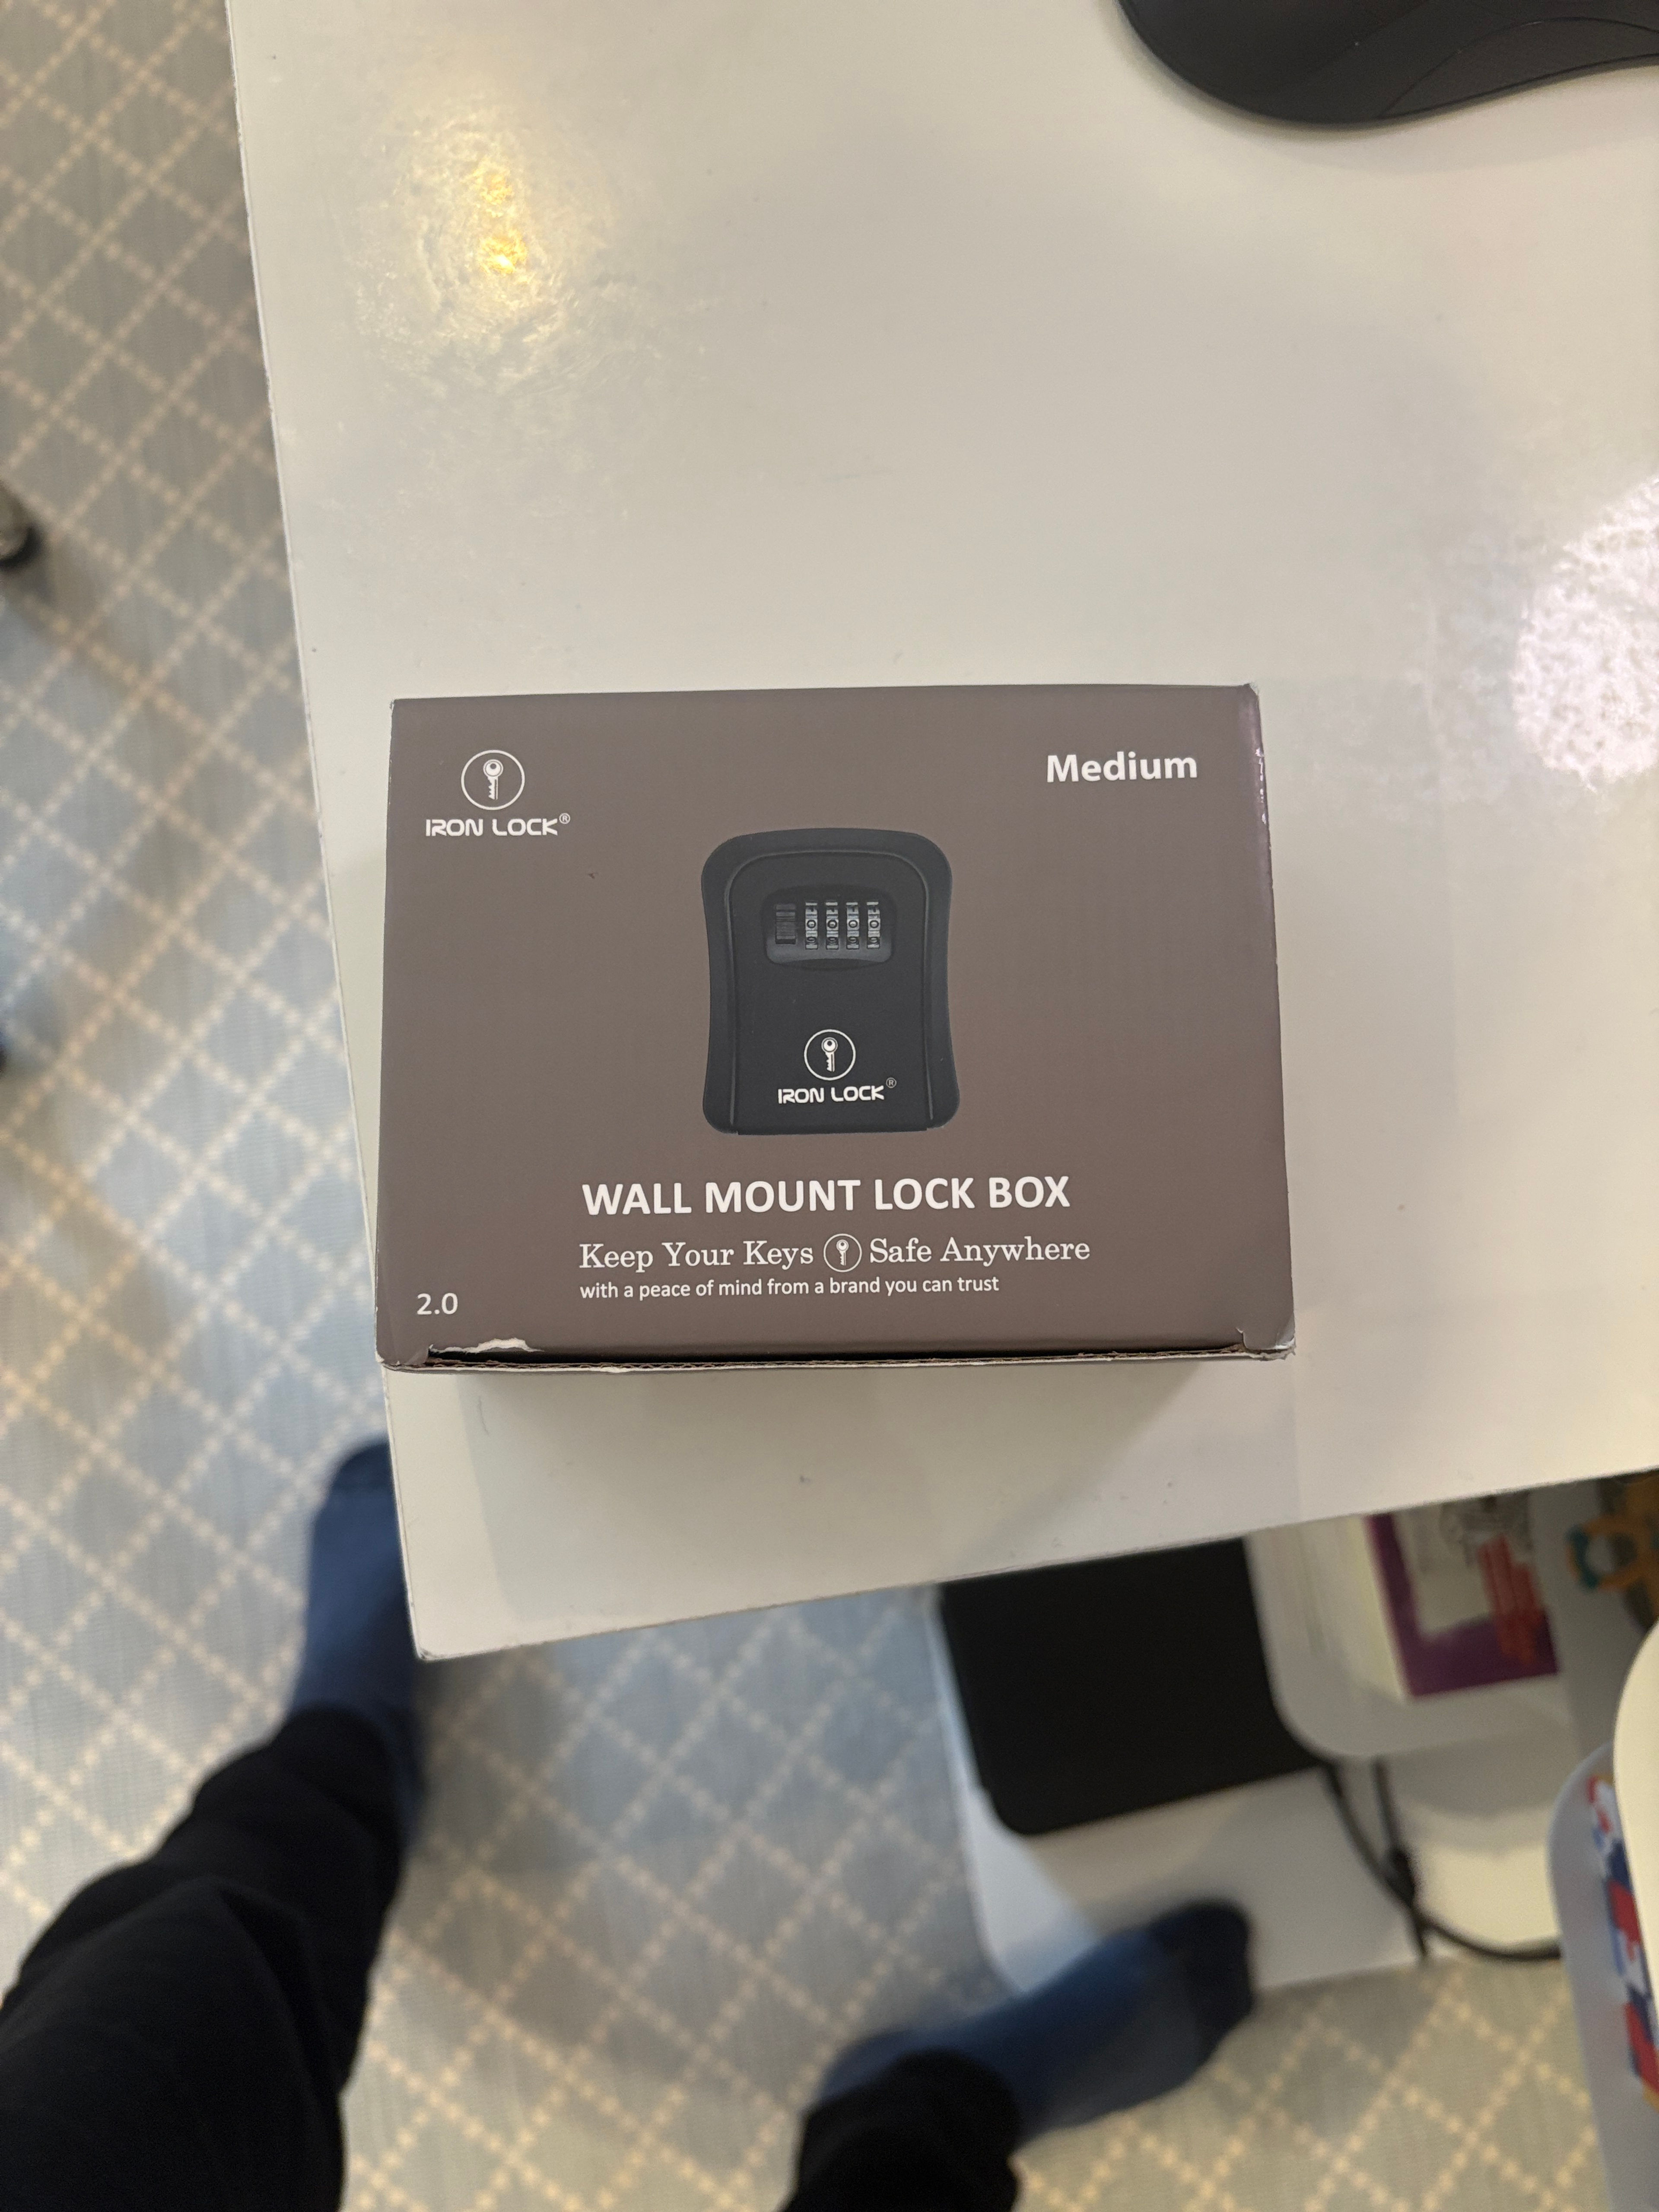 IRON LOCK®
Medium
IRON LOCK®
WALL MOUNT LOCK BOX
Keep Your Keys Safe Anywhere
with a peace of mind from a brand you can trust
2.0